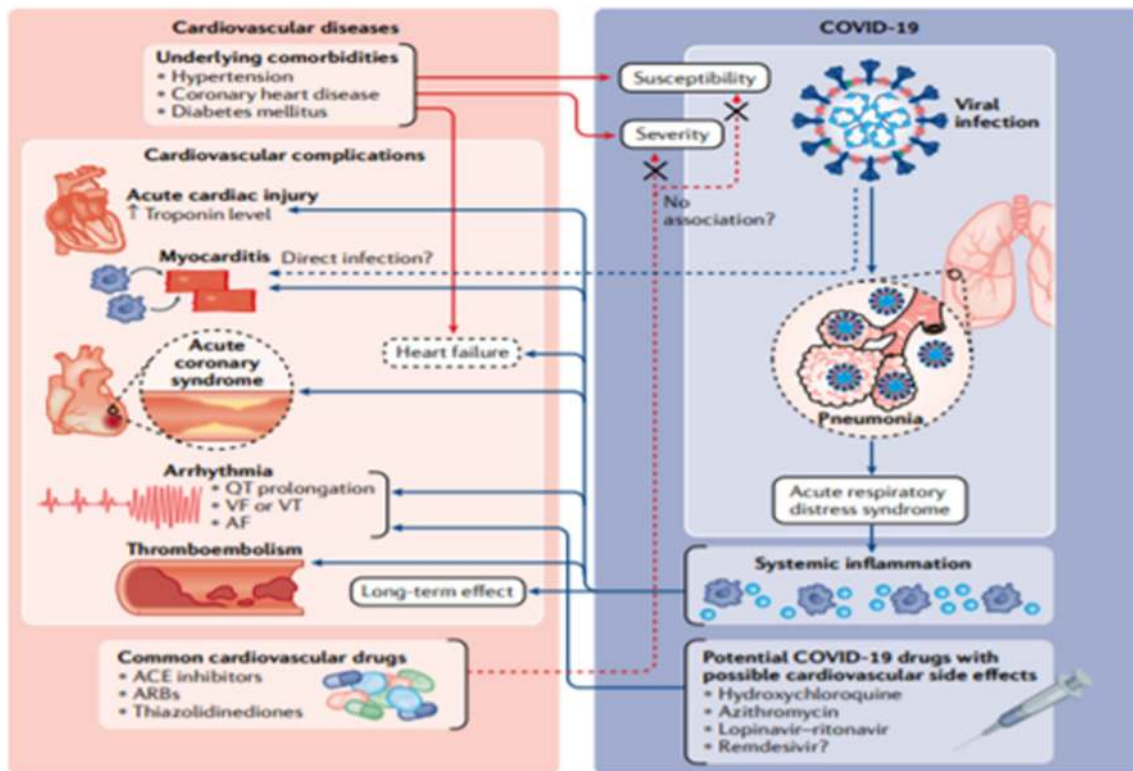 Cardiovascular diseases
Underlying comorbidities
• Hypertension
• Coronary heart disease
• Diabetes mellitus
Cardiovascular complications
Acute cardiac injury
↑ Troponin level
Myocarditis
Direct infection?
Heart failure
Acute
coronary
syndrome
Arrhythmia
• QT prolongation
• VF or VT
• AF
Thromboembolism
Long-term effect
Common cardiovascular drugs
• ACE inhibitors
• ARBs
• Thiazolidinediones
COVID-19
Susceptibility
Severity
No
association?
Viral
infection
Pneumonia
Acute respiratory
distress syndrome
Systemic inflammation
Potential COVID-19 drugs with
possible cardiovascular side effects
• Hydroxychloroquine
• Azithromycin
• Lopinavir–ritonavir
• Remdesivir?